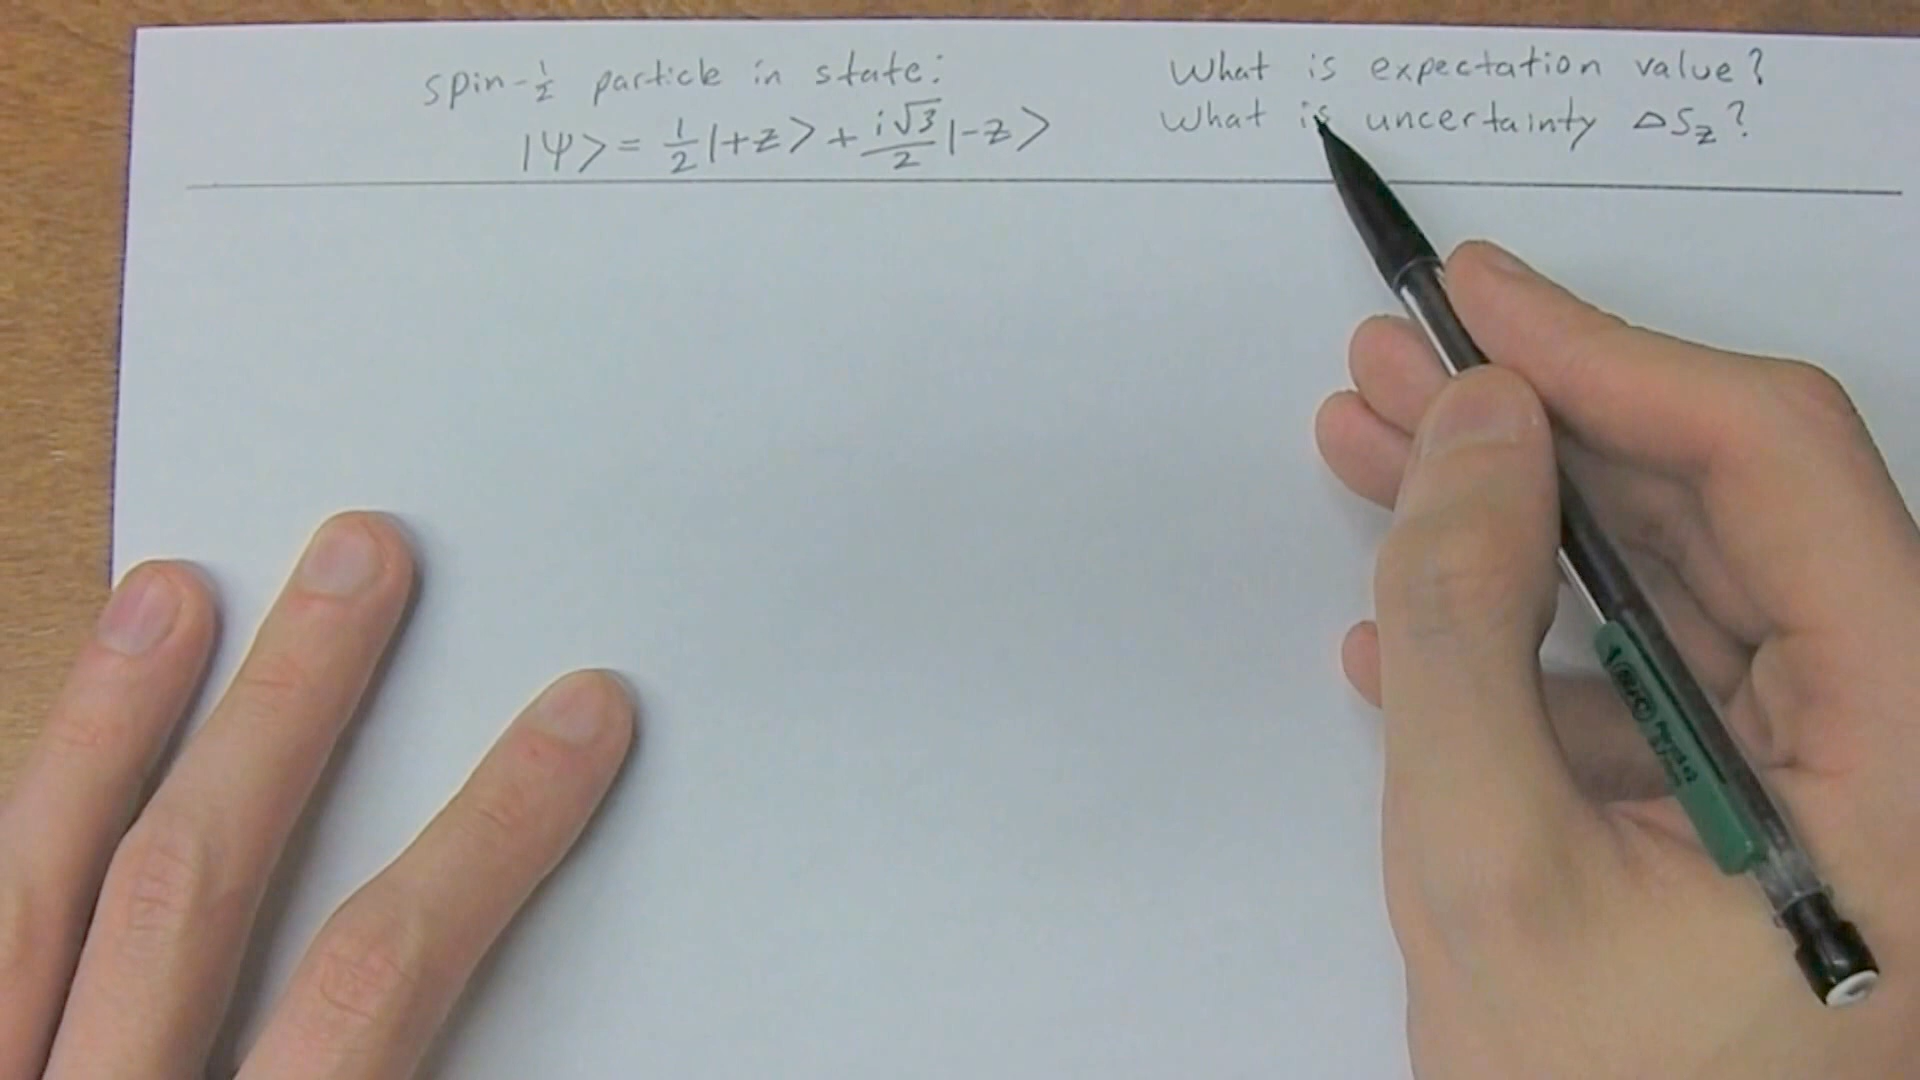 spin-½ particle in state:
|ψ> = 1/2 |+z> + i√3/2 |-z>
What is expectation value?
What is uncertainty ΔSz?